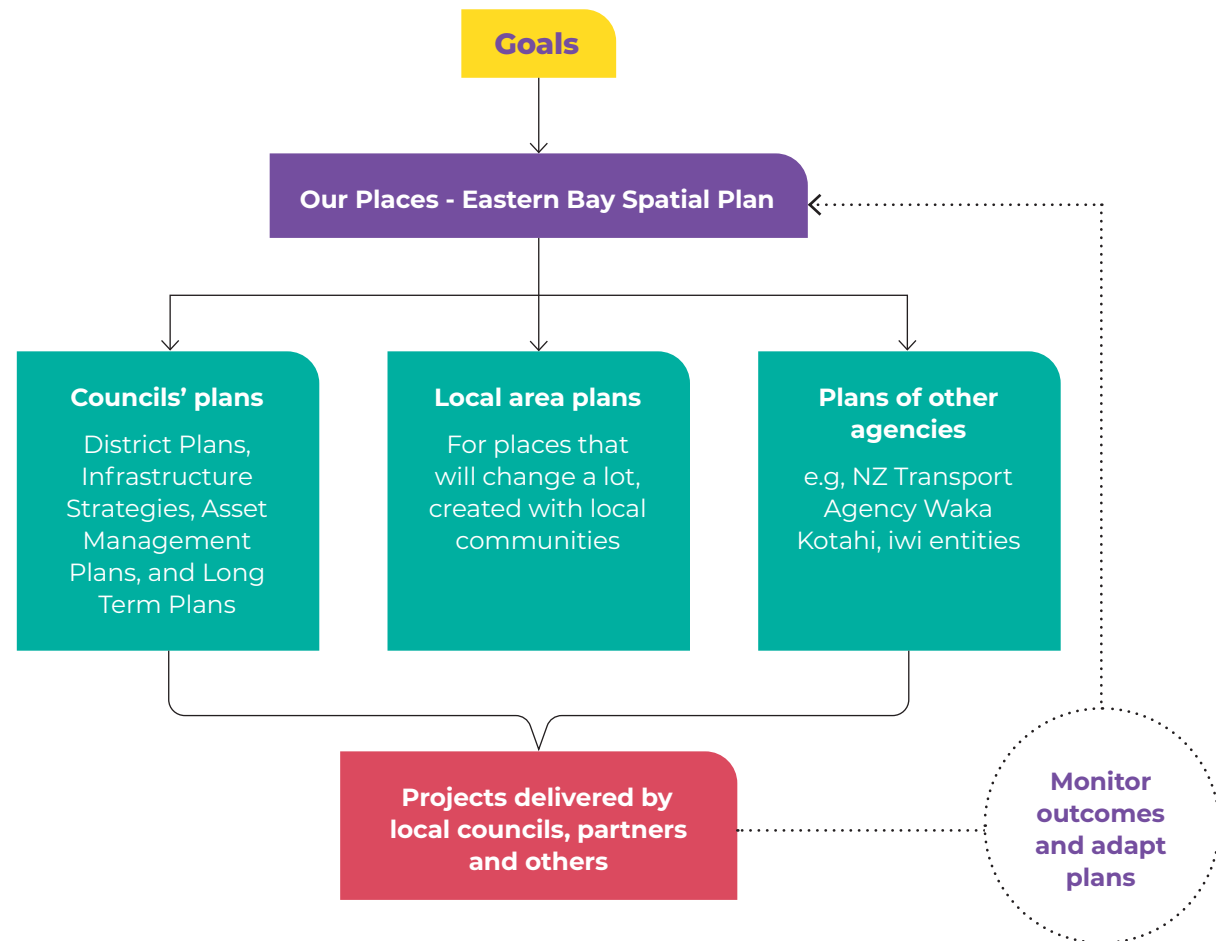 Goals
Our Places - Eastern Bay Spatial Plan
Councils’ plans
District Plans,
Infrastructure
Strategies, Asset
Management
Plans, and Long
Term Plans
Local area plans
For places that
will change a lot,
created with local
communities
Plans of other
agencies
e.g, NZ Transport
Agency Waka
Kotahi, iwi entities
Projects delivered by
local councils, partners
and others
Monitor
outcomes
and adapt
plans